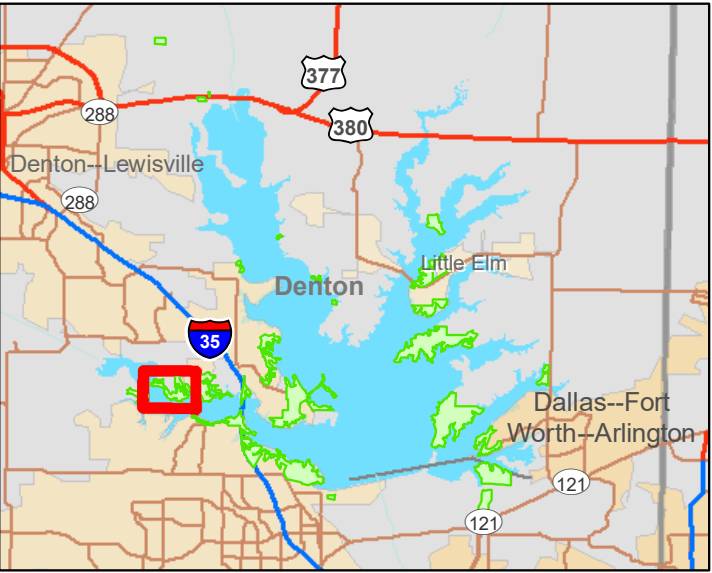 377
288
380
Denton--Lewisville
288
Little Elm
Denton
35
Dallas--Fort
Worth--Arlington
121
121